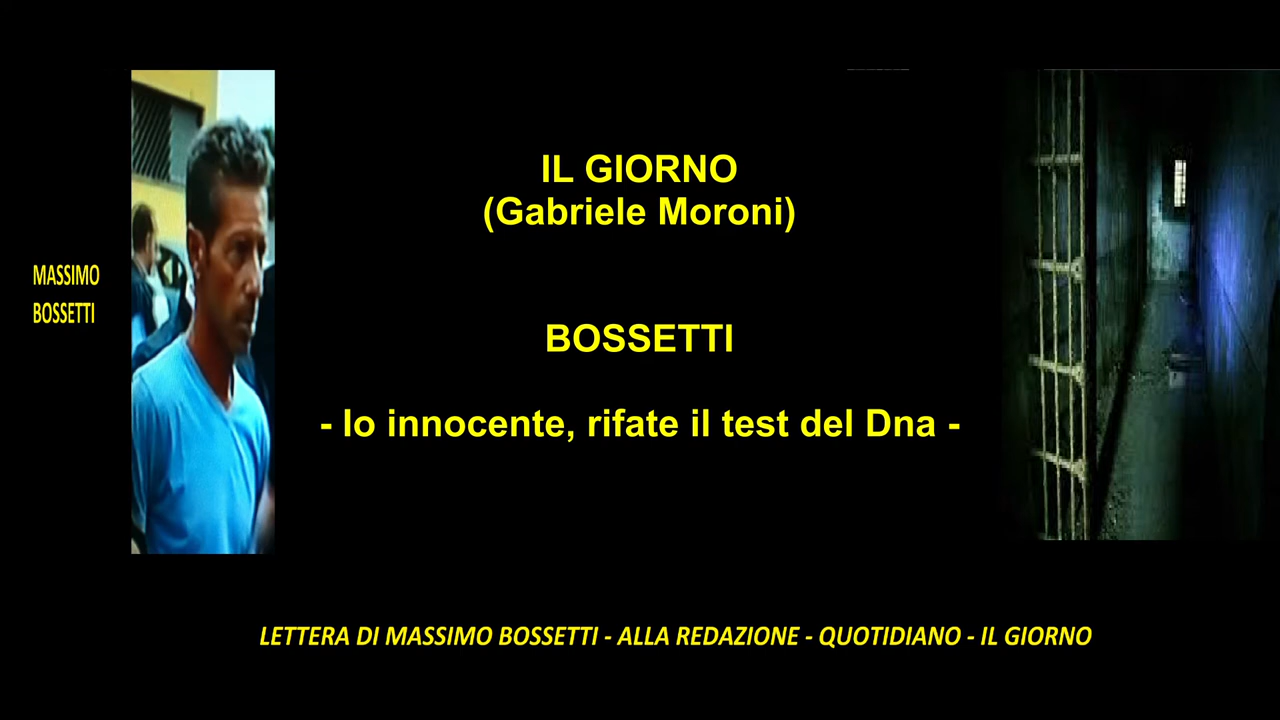 IL GIORNO
(Gabriele Moroni)
MASSIMO
BOSSETTI
BOSSETTI
- Io innocente, rifate il test del Dna -
LETTERA DI MASSIMO BOSSETTI - ALLA REDAZIONE - QUOTIDIANO - IL GIORNO